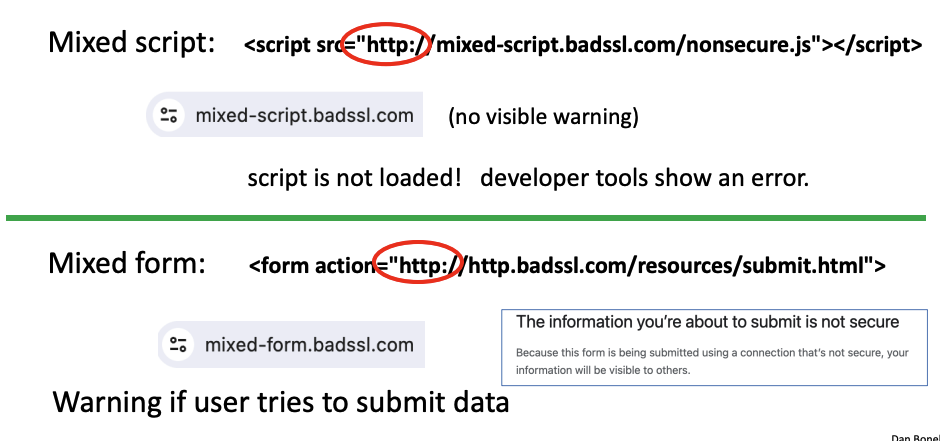 Mixed script: <script src="http://mixed-script.badssl.com/nonsecure.js"></script>
mixed-script.badssl.com (no visible warning)
script is not loaded! developer tools show an error.
Mixed form: <form action="http://http.badssl.com/resources/submit.html">
The information you're about to submit is not secure
Because this form is being submitted using a connection that's not secure, your
information will be visible to others.
mixed-form.badssl.com
Warning if user tries to submit data
Dan